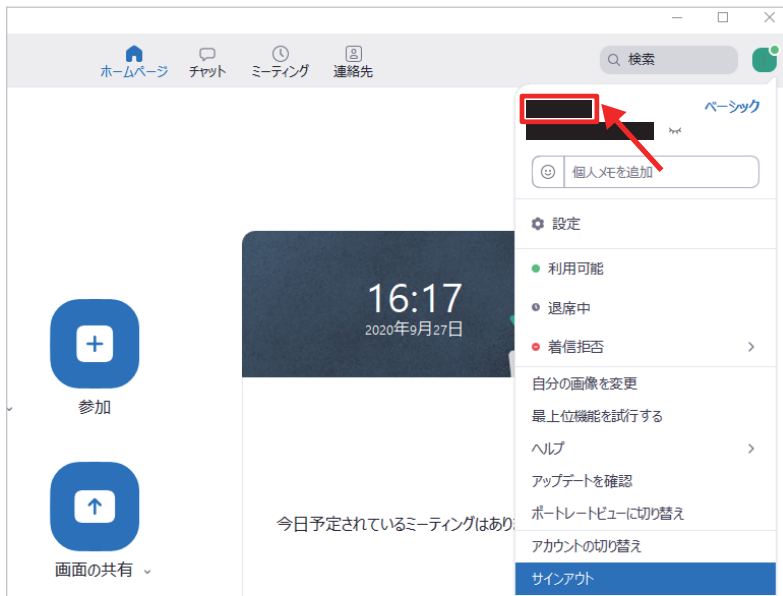 ホームページ チャット ミーティング 連絡先 検索
ベーシック
個人メモを追加
設定
利用可能
退席中
着信拒否
自分の画像を変更
最上位機能を試行する
ヘルプ
アップデートを確認
ポートレートビューに切り替え
アカウントの切り替え
サインアウト
16:17
2020年9月27日
参加
今日予定されているミーティングはあり
画面の共有